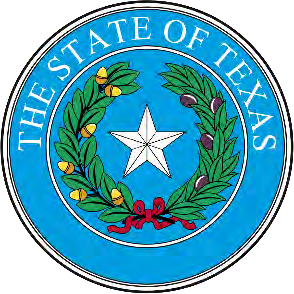 THE STATE OF TEXAS